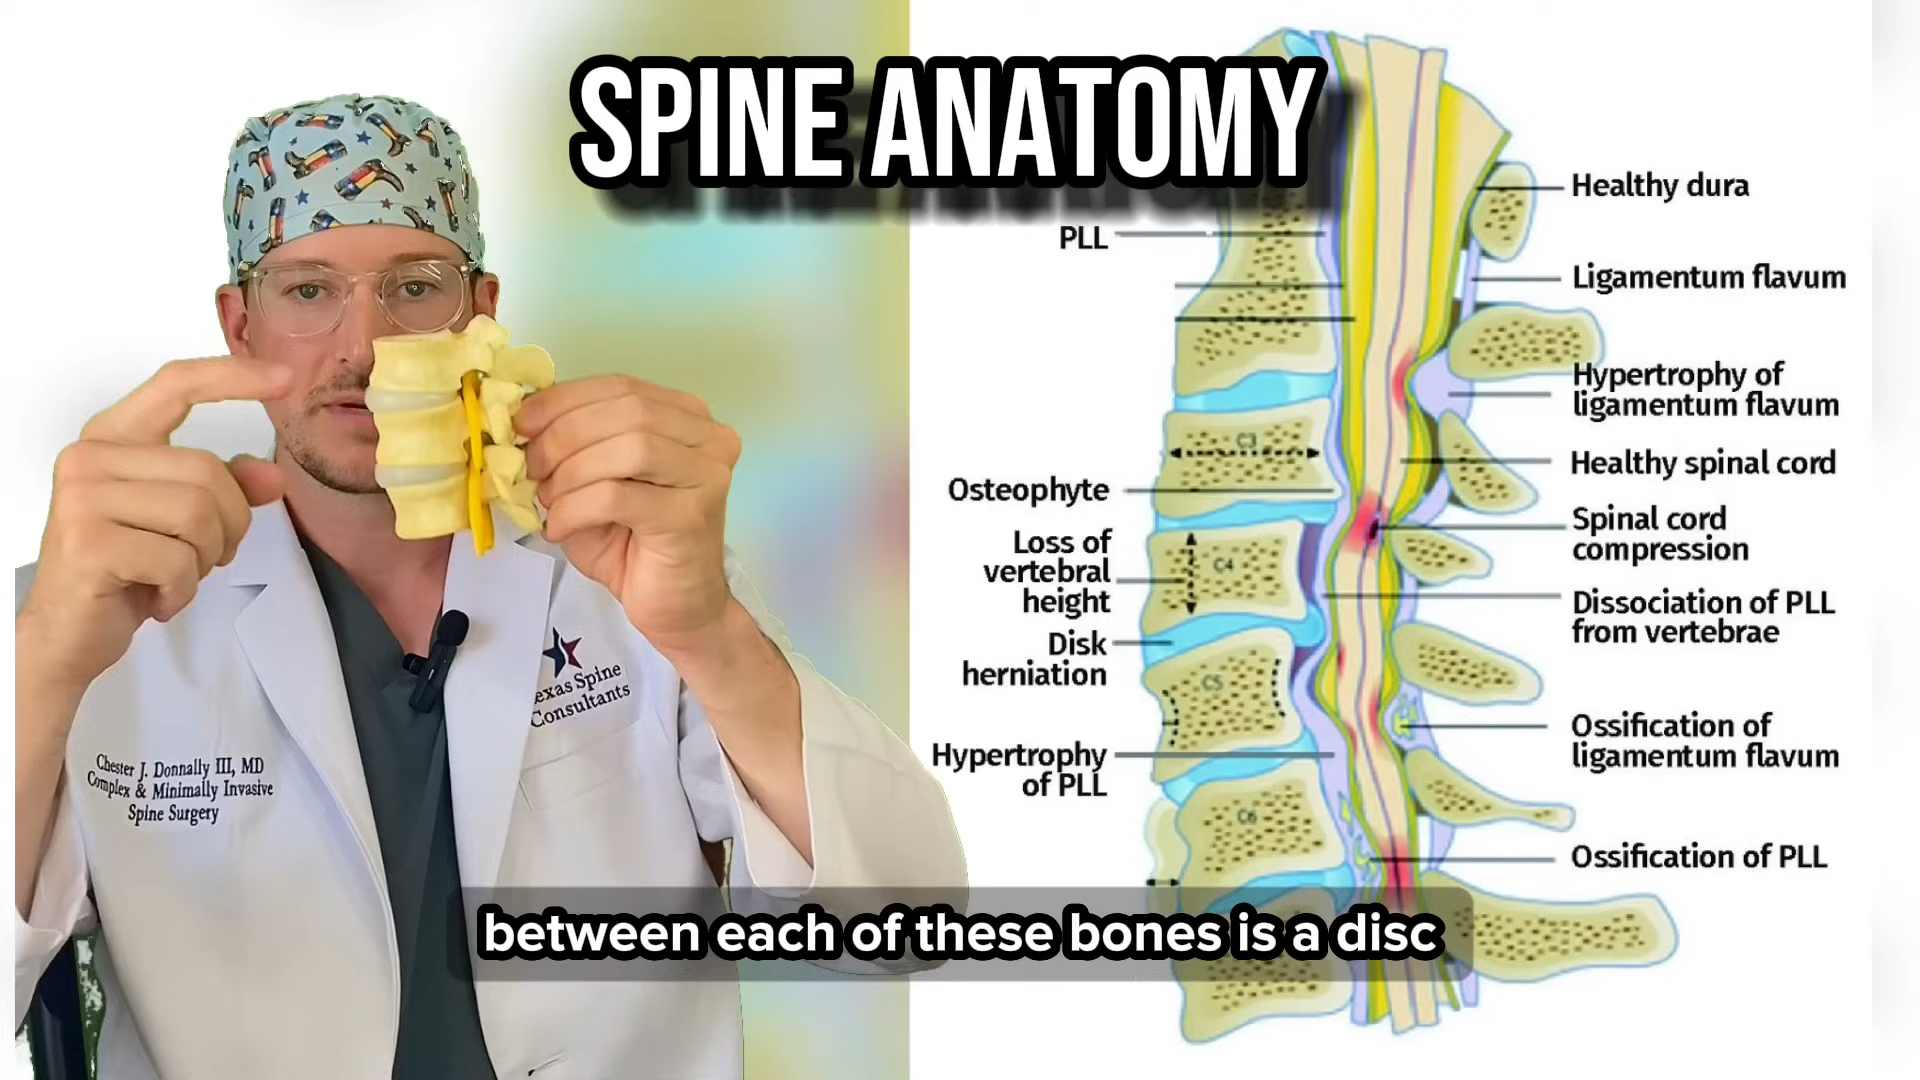 SPINE ANATOMY
PLL
Osteophyte
Loss of
vertebral
height
Disk
herniation
Hypertrophy
of PLL
C3
C4
C5
C6
Healthy dura
Ligamentum flavum
Hypertrophy of
ligamentum flavum
Healthy spinal cord
Spinal cord
compression
Dissociation of PLL
from vertebrae
Ossification of
ligamentum flavum
Ossification of PLL
exas Spine
Consultants
Chester J. Donnally III, MD
Complex & Minimally Invasive
Spine Surgery
between each of these bones is a disc